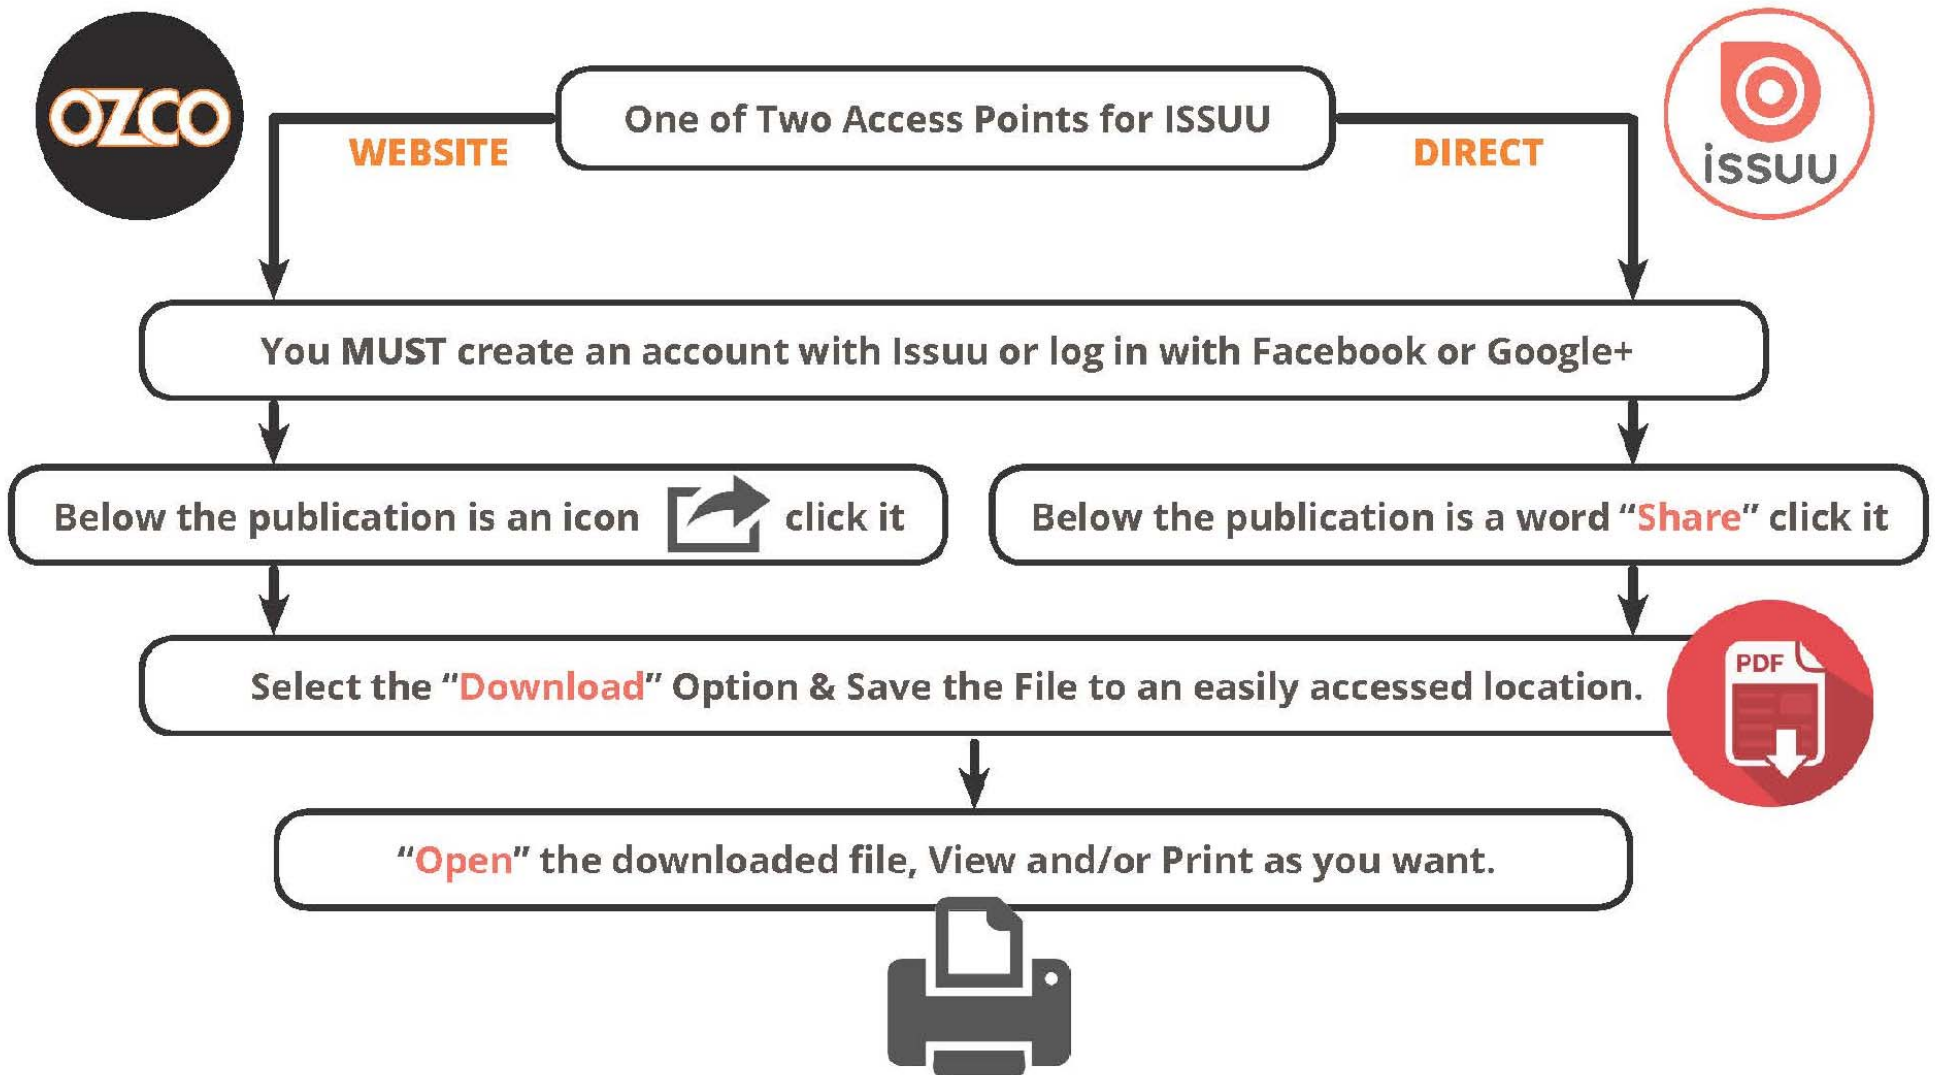 OZCO
One of Two Access Points for ISSUU
WEBSITE
DIRECT
issuu
You MUST create an account with Issuu or log in with Facebook or Google+
Below the publication is an icon click it
Below the publication is a word “Share” click it
Select the “Download” Option & Save the File to an easily accessed location.
PDF
“Open” the downloaded file, View and/or Print as you want.